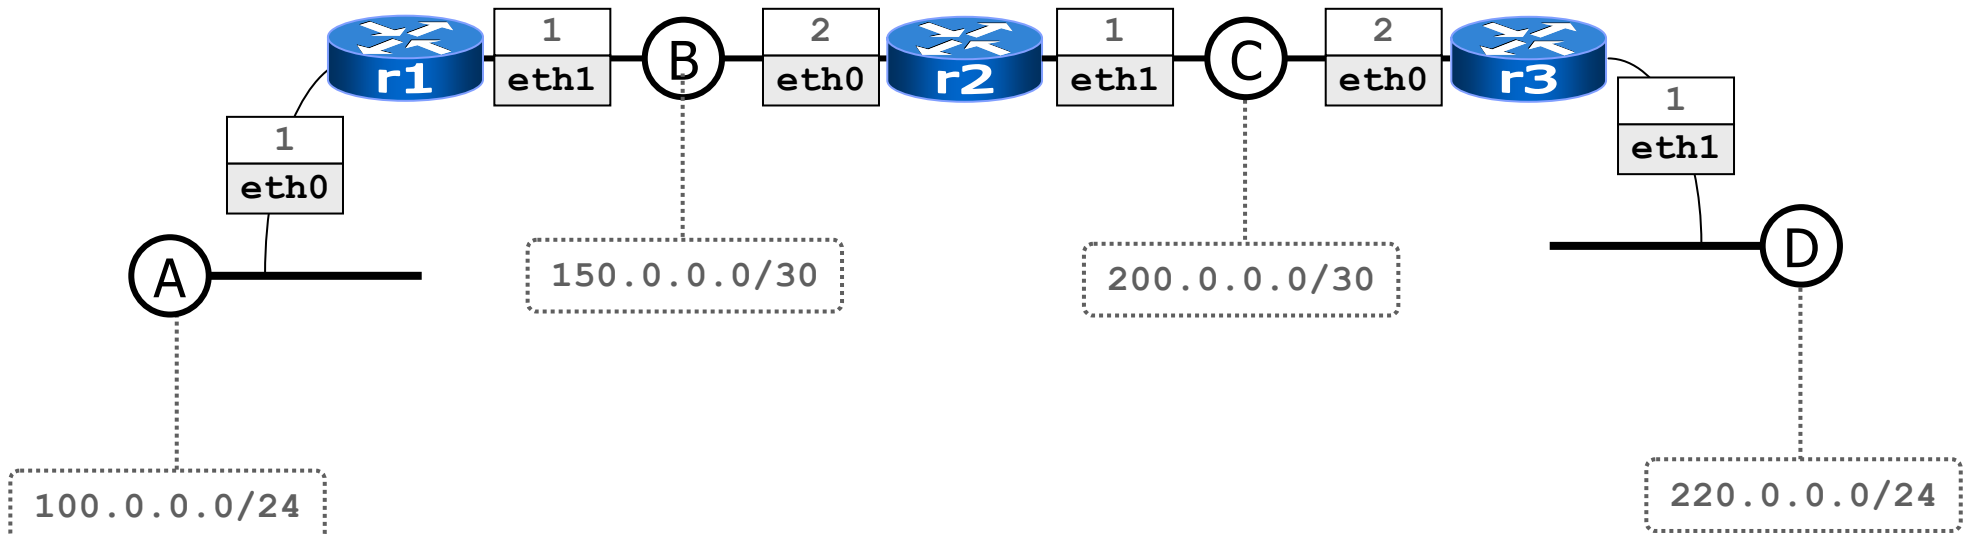 1
eth1
B
2
eth0
1
eth1
C
2
eth0
r1
r2
r3
1
eth0
1
eth1
A
150.0.0.0/30
200.0.0.0/30
D
100.0.0.0/24
220.0.0.0/24